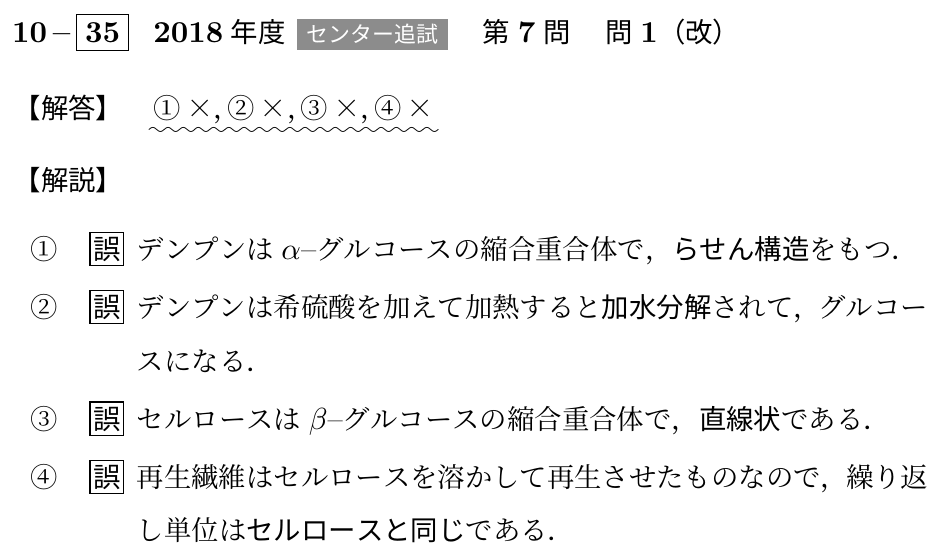 10–35 2018年度 センター追試 第7問 問1（改）
【解答】 ①×,②×,③×,④×
【解説】
① 誤 デンプンは α–グルコースの縮合重合体で，らせん構造をもつ．
② 誤 デンプンは希硫酸を加えて加熱すると加水分解されて，グルコー
スになる．
③ 誤 セルロースは β–グルコースの縮合重合体で，直線状である．
④ 誤 再生繊維はセルロースを溶かして再生させたものなので，繰り返
し単位はセルロースと同じである．